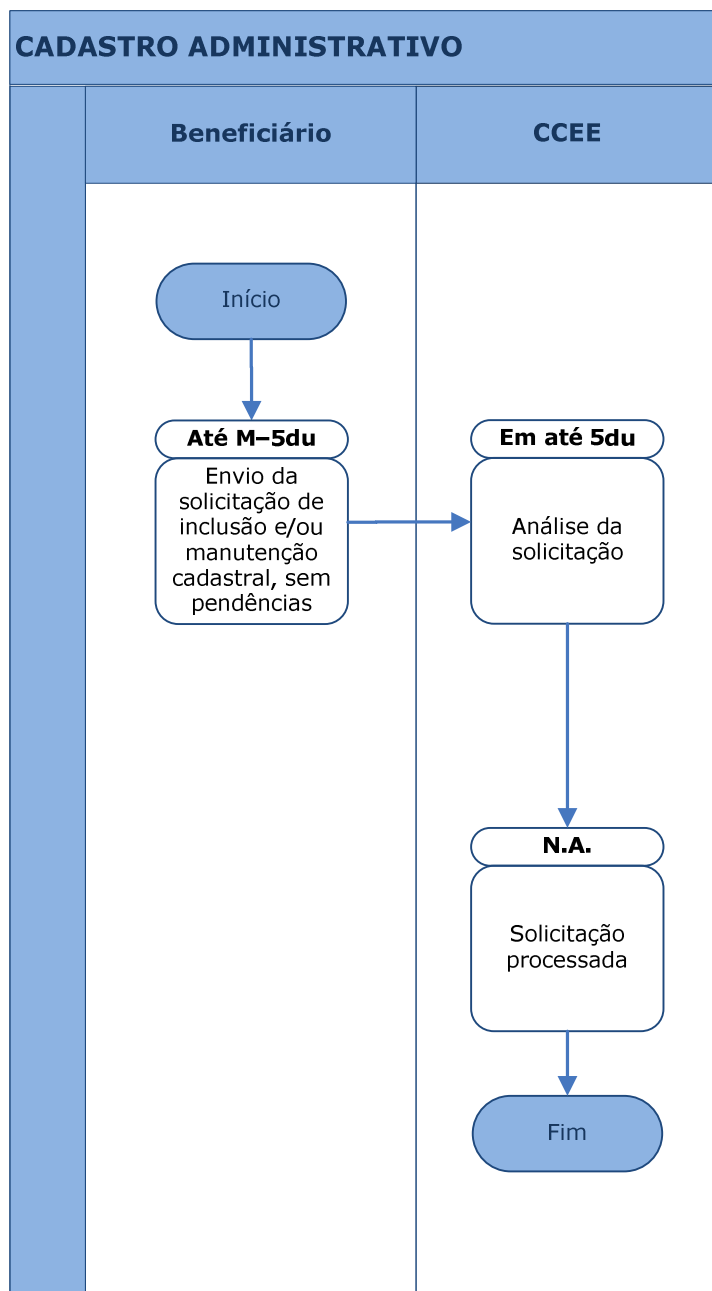 CADASTRO ADMINISTRATIVO
Beneficiário
CCEE
Início
Até M–5du
Envio da
solicitação de
inclusão e/ou
manutenção
cadastral, sem
pendências
Em até 5du
Análise da
solicitação
N.A.
Solicitação
processada
Fim